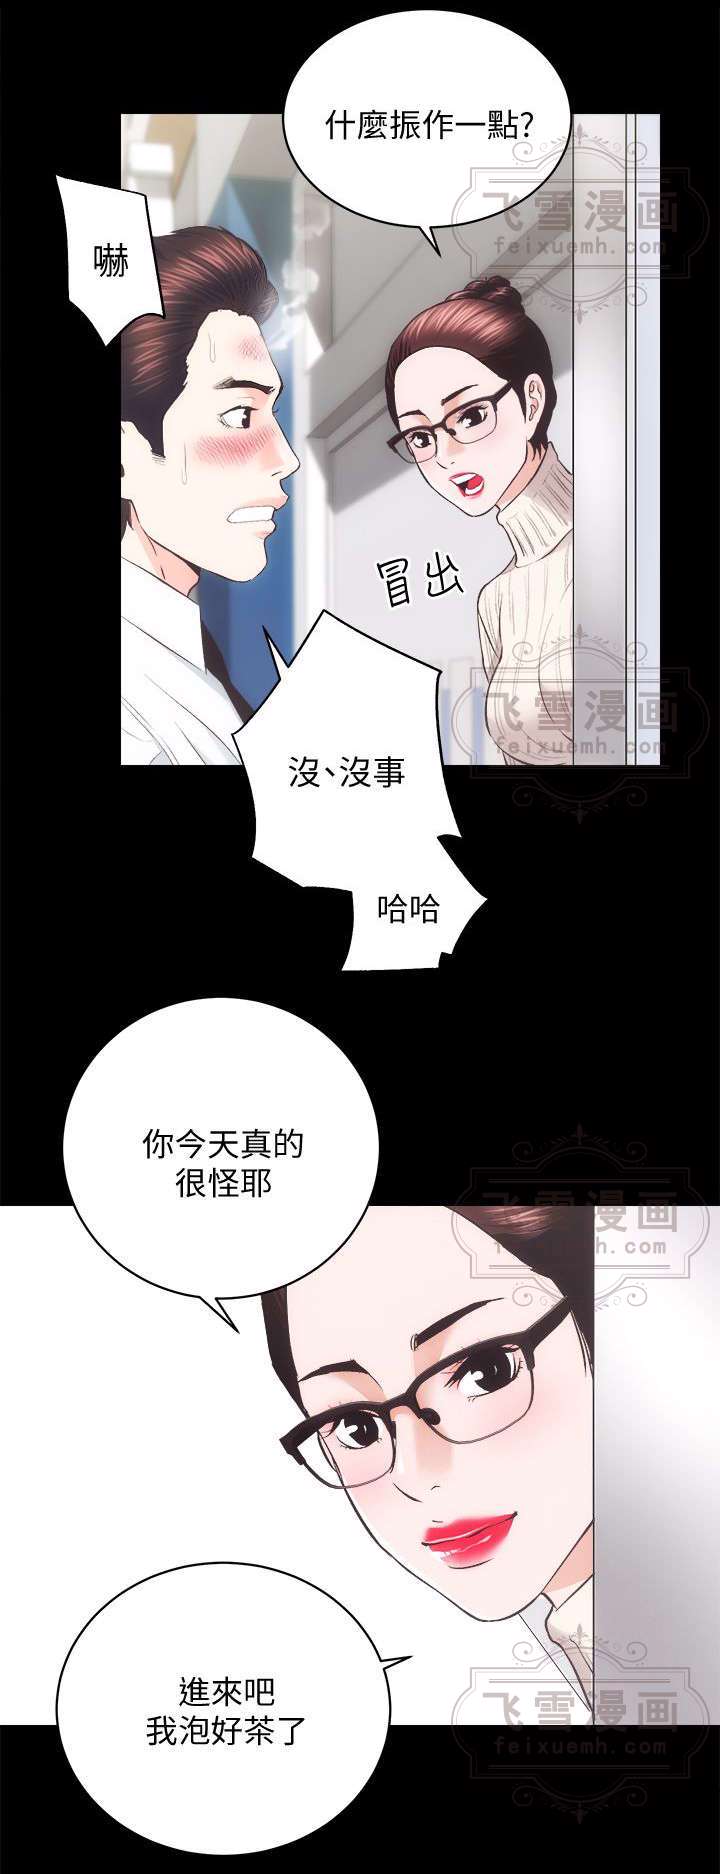 什麼振作一點?
飞雪漫画
feixuemh.com
嚇
冒出
沒、沒事
飞雪漫画
feixuemh.com
哈哈
你今天真的
很怪耶
飞雪漫画
feixuemh.com
進來吧
我泡好茶了
飞雪漫画
feixuemh.com